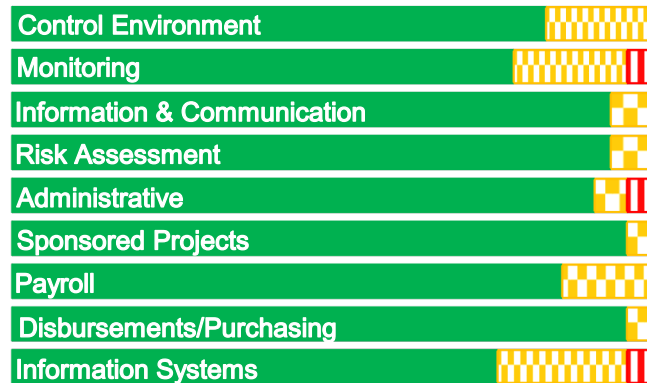 Control Environment
Monitoring
Information & Communication
Risk Assessment
Administrative
Sponsored Projects
Payroll
Disbursements/Purchasing
Information Systems